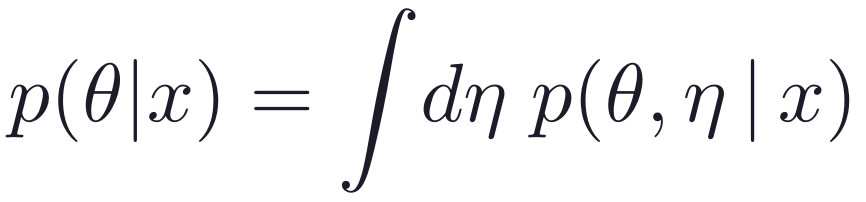 p(θ|x) = ∫ dη p(θ, η | x)